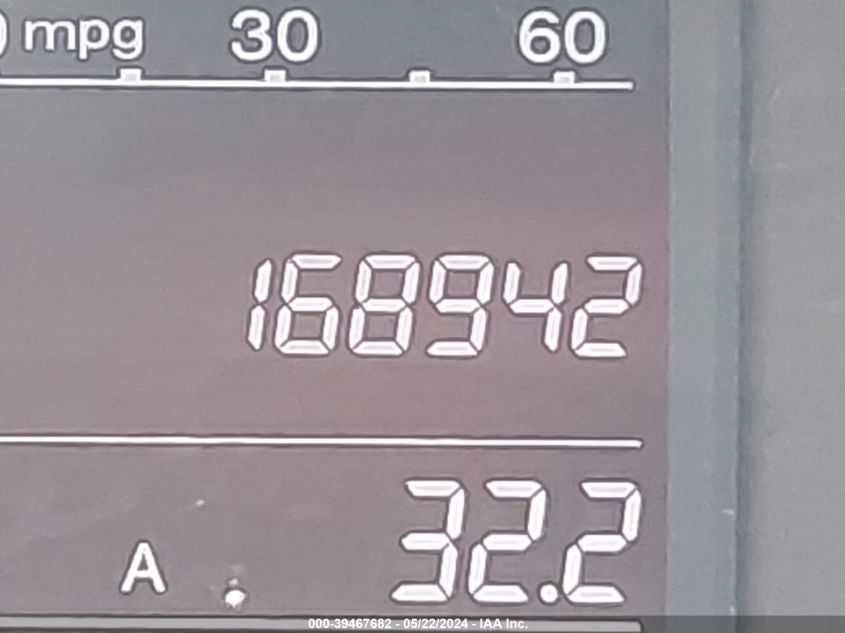 mpg 30 60
168942
A 32.2
000-39467682 - 05/22/2024 - IAA Inc.